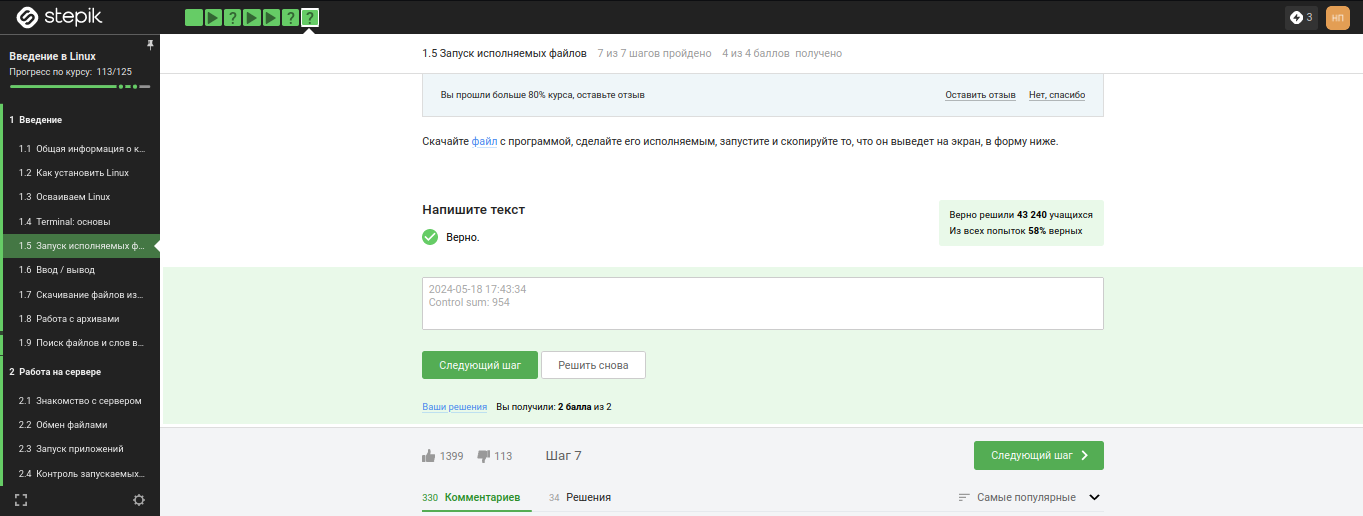 stepik
? ? ?
3
НП
Введение в Linux
Прогресс по курсу: 113/125
1 Введение
1.1 Общая информация о к...
1.2 Как установить Linux
1.3 Осваиваем Linux
1.4 Terminal: основы
1.5 Запуск исполняемых ф...
1.6 Ввод / вывод
1.7 Скачивание файлов из...
1.8 Работа с архивами
1.9 Поиск файлов и слов в...
2 Работа на сервере
2.1 Знакомство с сервером
2.2 Обмен файлами
2.3 Запуск приложений
2.4 Контроль запускаемых...
1.5 Запуск исполняемых файлов 7 из 7 шагов пройдено 4 из 4 баллов получено
Вы прошли больше 80% курса, оставьте отзыв
Оставить отзыв Нет, спасибо
Скачайте файл с программой, сделайте его исполняемым, запустите и скопируйте то, что он выведет на экран, в форму ниже.
Напишите текст
Верно.
Верно решили 43 240 учащихся
Из всех попыток 58% верных
2024-05-18 17:43:34
Control sum: 954
Следующий шаг Решить снова
Ваши решения Вы получили: 2 балла из 2
1399 113 Шаг 7
Следующий шаг
330 Комментариев 34 Решения
Самые популярные